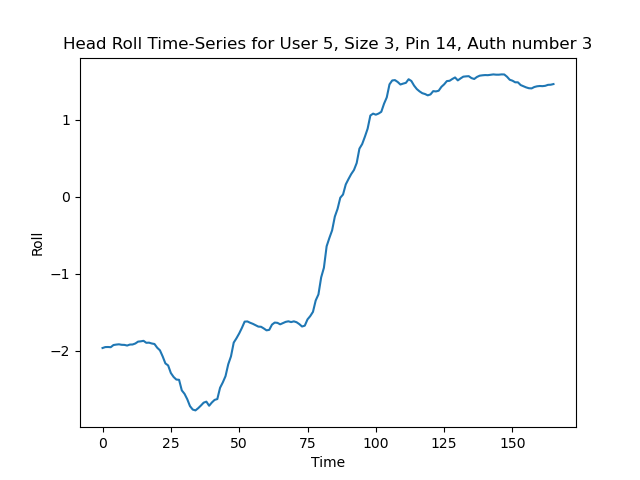 Head Roll Time-Series for User 5, Size 3, Pin 14, Auth number 3
1
0
−1
−2
Roll
0 25 50 75 100 125 150
Time